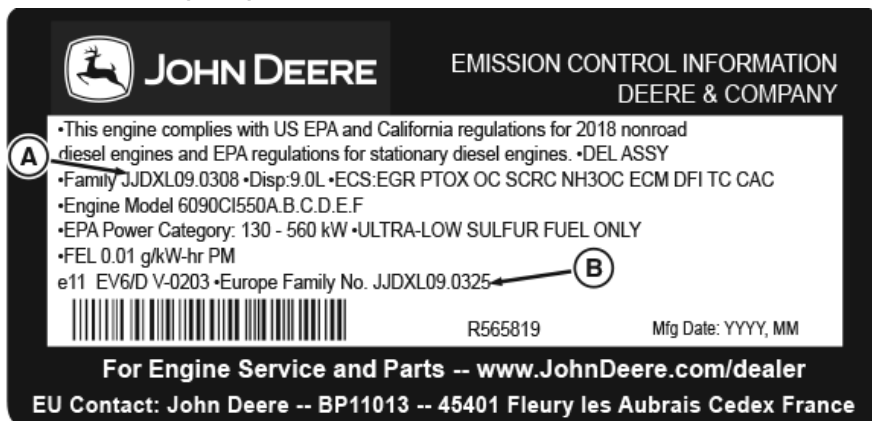 JOHN DEERE
EMISSION CONTROL INFORMATION
DEERE & COMPANY
•This engine complies with US EPA and California regulations for 2018 nonroad
diesel engines and EPA regulations for stationary diesel engines. •DEL ASSY
A
•Family JJDXL09.0308 •Disp:9.0L •ECS:EGR PTOX OC SCRC NH3OC ECM DFI TC CAC
•Engine Model 6090CI550A.B.C.D.E.F
•EPA Power Category: 130 - 560 kW •ULTRA-LOW SULFUR FUEL ONLY
•FEL 0.01 g/kW-hr PM
e11 EV6/D V-0203 •Europe Family No. JJDXL09.0325
B
R565819
Mfg Date: YYYY, MM
For Engine Service and Parts -- www.JohnDeere.com/dealer
EU Contact: John Deere -- BP11013 -- 45401 Fleury les Aubrais Cedex France